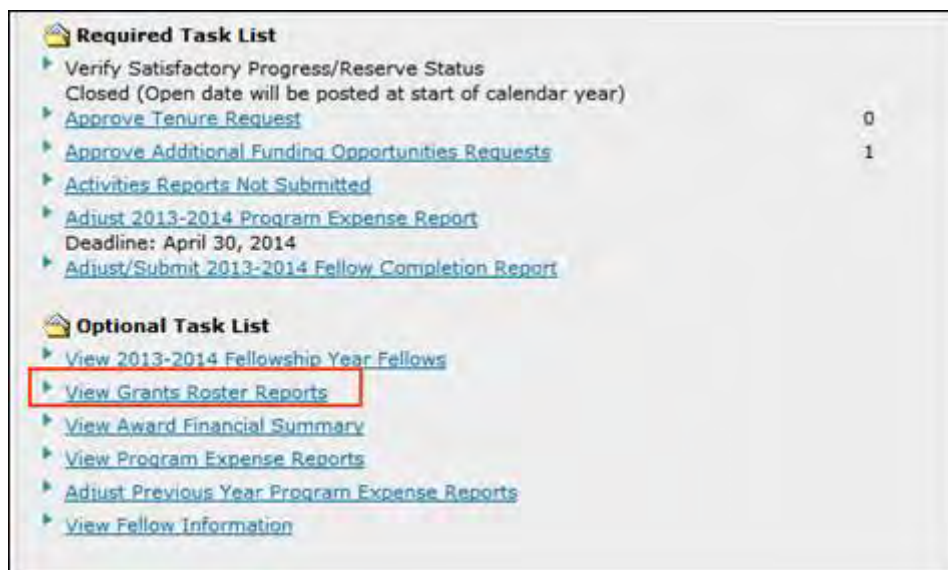 Required Task List
Verify Satisfactory Progress/Reserve Status
Closed (Open date will be posted at start of calendar year)
Approve Tenure Request 0
Approve Additional Funding Opportunities Requests 1
Activities Reports Not Submitted
Adjust 2013-2014 Program Expense Report
Deadline: April 30, 2014
Adjust/Submit 2013-2014 Fellow Completion Report
Optional Task List
View 2013-2014 Fellowship Year Fellows
View Grants Roster Reports
View Award Financial Summary
View Program Expense Reports
Adjust Previous Year Program Expense Reports
View Fellow Information